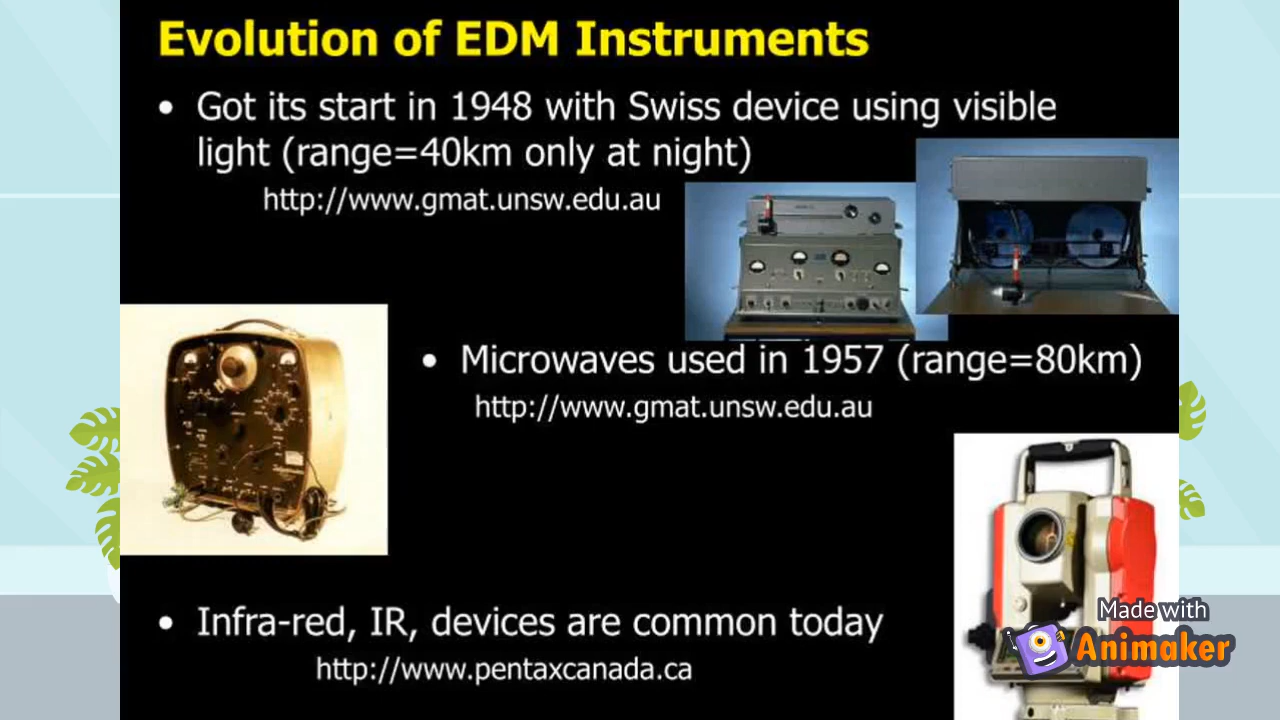 Evolution of EDM Instruments
• Got its start in 1948 with Swiss device using visible
light (range=40km only at night)
http://www.gmat.unsw.edu.au
• Microwaves used in 1957 (range=80km)
http://www.gmat.unsw.edu.au
• Infra-red, IR, devices are common today
http://www.pentaxcanada.ca
Made with
Animaker